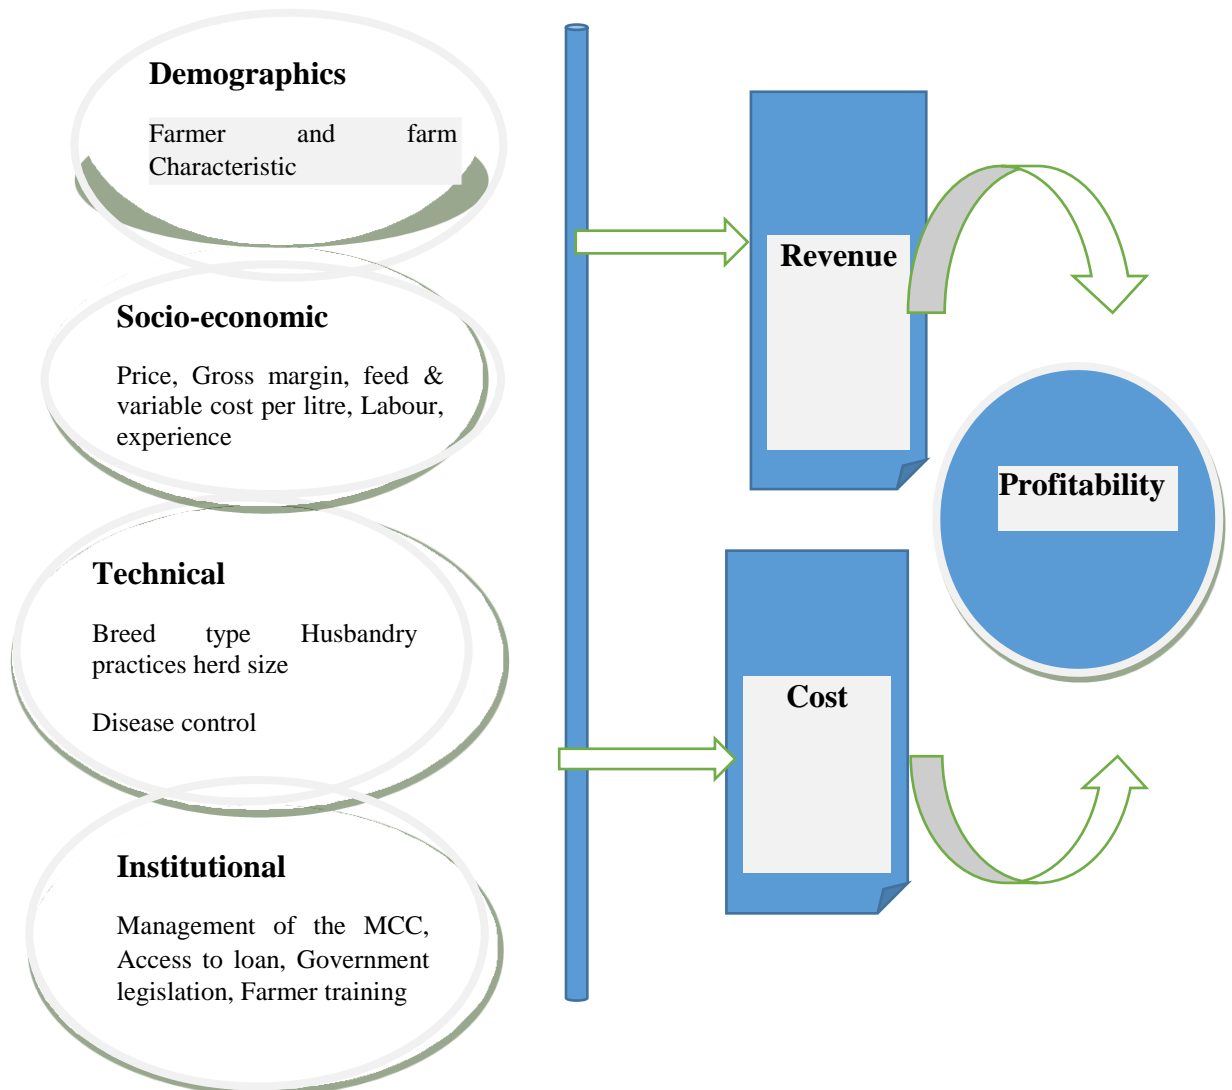 Demographics
Farmer and farm
Characteristic
Socio-economic
Price, Gross margin, feed &
variable cost per litre, Labour,
experience
Technical
Breed type Husbandry
practices herd size
Disease control
Institutional
Management of the MCC,
Access to loan, Government
legislation, Farmer training
Revenue
Cost
Profitability